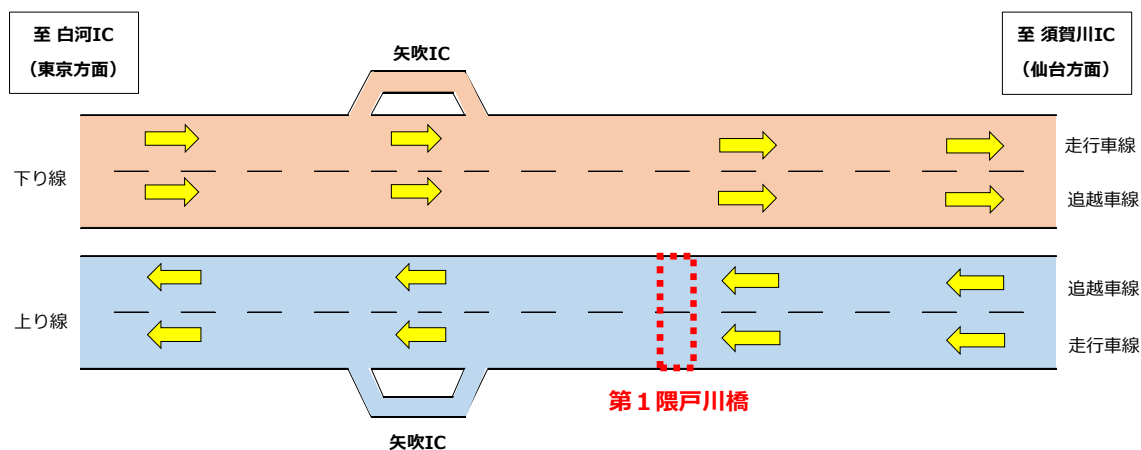 至 白河IC
（東京方面）
矢吹IC
至 須賀川IC
（仙台方面）
下り線
走行車線
追越車線
上り線
追越車線
走行車線
第１隈戸川橋
矢吹IC